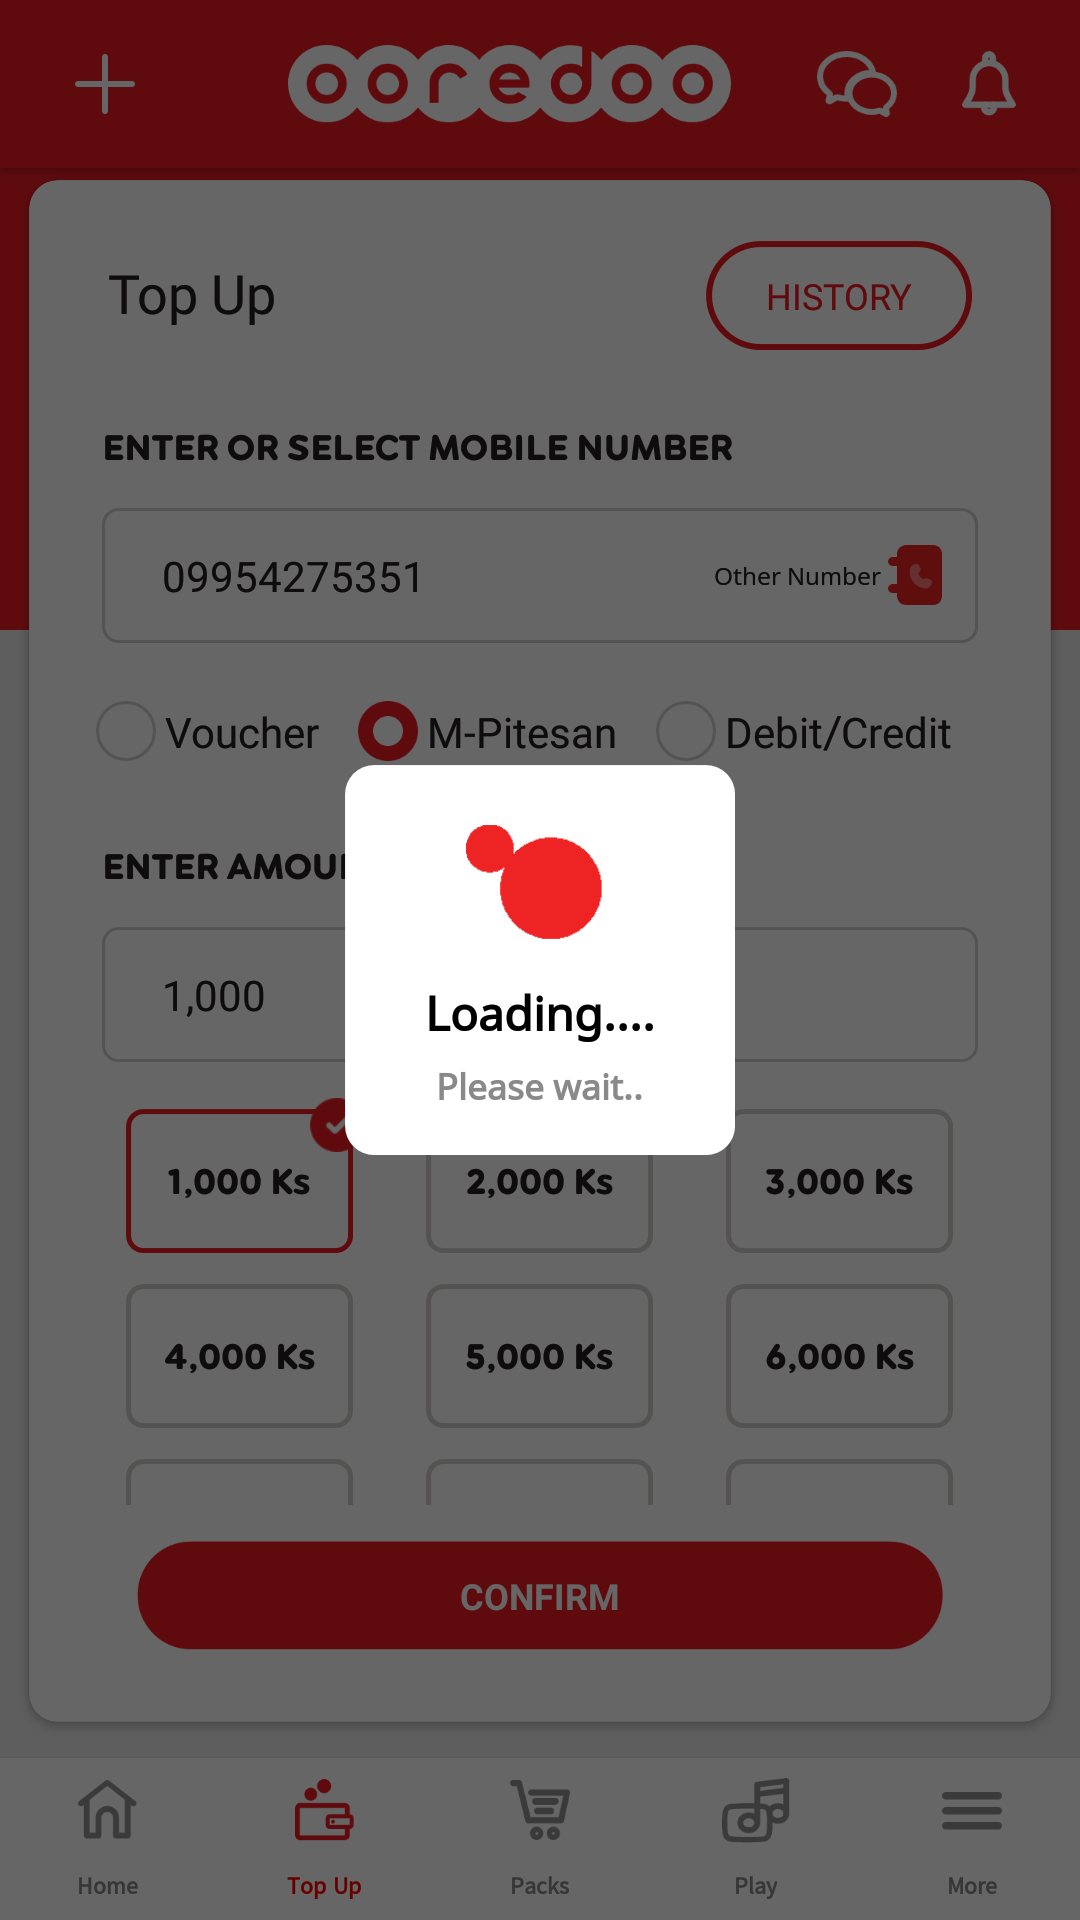 ooredoo
Top Up
HISTORY
ENTER OR SELECT MOBILE NUMBER
09954275351
Other Number
Voucher
M-Pitesan
Debit/Credit
ENTER AMOU
1,000
Loading....
Please wait..
1,000 Ks
2,000 Ks
3,000 Ks
4,000 Ks
5,000 Ks
6,000 Ks
CONFIRM
Home
Top Up
Packs
Play
More